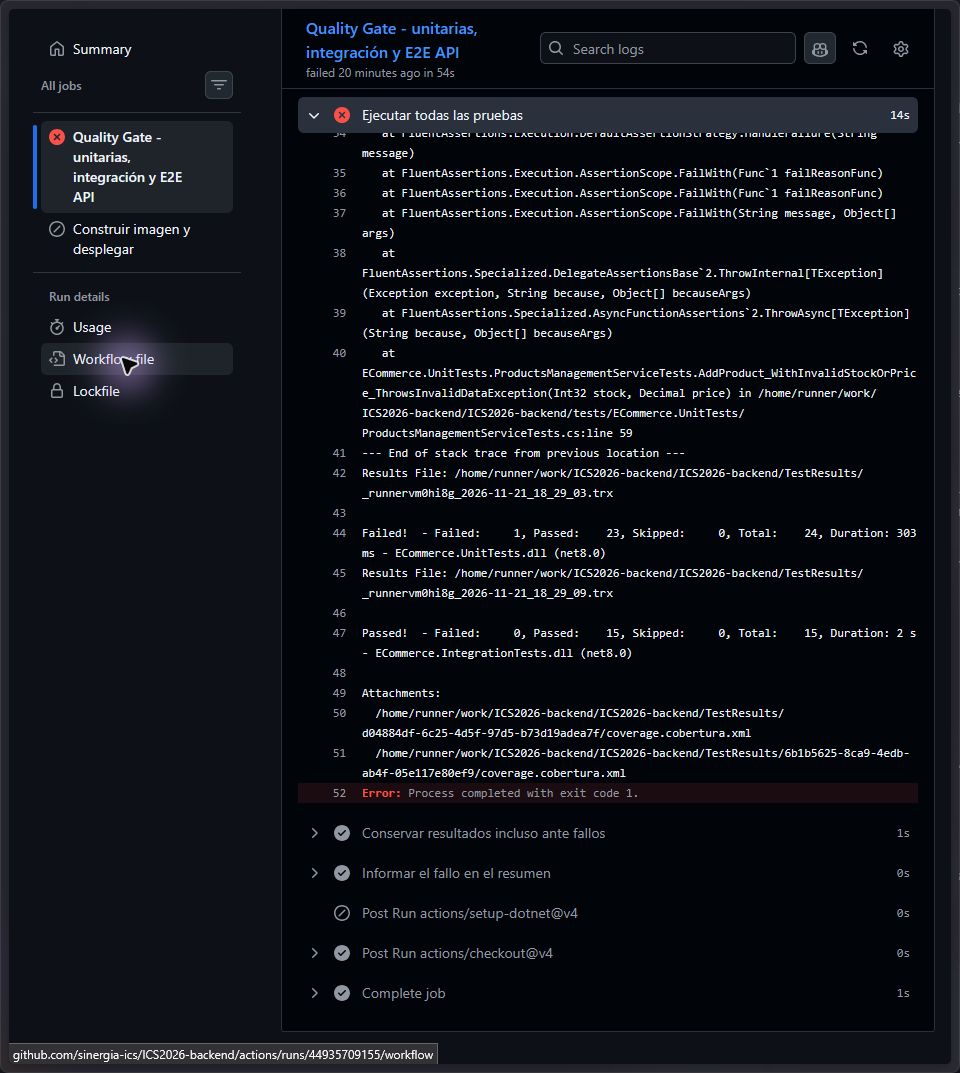 Summary
All jobs
Quality Gate -
unitarias,
integración y E2E
API
Construir imagen y
desplegar
Run details
Usage
Workflow file
Lockfile
Quality Gate - unitarias,
integración y E2E API
failed 20 minutes ago in 54s
Search logs
Ejecutar todas las pruebas 14s
34 at FluentAssertions.Execution.DefaultAssertionStrategy.HandleFailure(String
message)
35 at FluentAssertions.Execution.AssertionScope.FailWith(Func`1 failReasonFunc)
36 at FluentAssertions.Execution.AssertionScope.FailWith(Func`1 failReasonFunc)
37 at FluentAssertions.Execution.AssertionScope.FailWith(String message, Object[]
args)
38 at
FluentAssertions.Specialized.DelegateAssertionsBase`2.ThrowInternal[TException]
(Exception exception, String because, Object[] becauseArgs)
39 at FluentAssertions.Specialized.AsyncFunctionAssertions`2.ThrowAsync[TException]
(String because, Object[] becauseArgs)
40 at
ECommerce.UnitTests.ProductsManagementServiceTests.AddProduct_WithInvalidStockOrPric
e_ThrowsInvalidDataException(Int32 stock, Decimal price) in /home/runner/work/
ICS2026-backend/ICS2026-backend/tests/ECommerce.UnitTests/
ProductsManagementServiceTests.cs:line 59
41 --- End of stack trace from previous location ---
42 Results File: /home/runner/work/ICS2026-backend/ICS2026-backend/TestResults/
_runnervm0hi8g_2026-11-21_18_29_03.trx
43
44 Failed! - Failed: 1, Passed: 23, Skipped: 0, Total: 24, Duration: 303
ms - ECommerce.UnitTests.dll (net8.0)
45 Results File: /home/runner/work/ICS2026-backend/ICS2026-backend/TestResults/
_runnervm0hi8g_2026-11-21_18_29_09.trx
46
47 Passed! - Failed: 0, Passed: 15, Skipped: 0, Total: 15, Duration: 2 s
- ECommerce.IntegrationTests.dll (net8.0)
48
49 Attachments:
50 /home/runner/work/ICS2026-backend/ICS2026-backend/TestResults/
d04884df-6c25-4d5f-97d5-b73d19adea7f/coverage.cobertura.xml
51 /home/runner/work/ICS2026-backend/ICS2026-backend/TestResults/6b1b5625-8ca9-4edb-
ab4f-05e117e80ef9/coverage.cobertura.xml
52 Error: Process completed with exit code 1.
Conservar resultados incluso ante fallos 1s
Informar el fallo en el resumen 0s
Post Run actions/setup-dotnet@v4 0s
Post Run actions/checkout@v4 0s
Complete job 1s
github.com/sinergia-ics/ICS2026-backend/actions/runs/44935709155/workflow